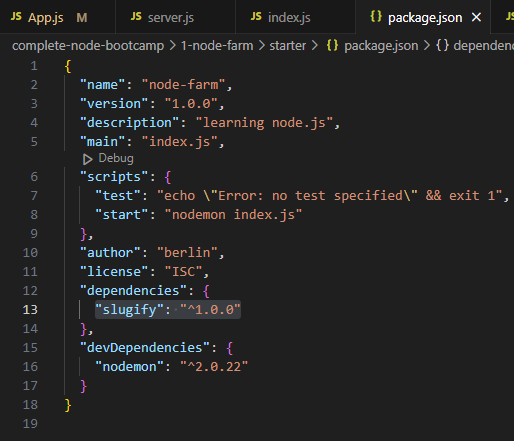 JS App.js M JS server.js JS index.js {} package.json × JS
complete-node-bootcamp > 1-node-farm > starter > {} package.json > {} dependenc
1 {
2 "name": "node-farm",
3 "version": "1.0.0",
4 "description": "learning node.js",
5 "main": "index.js",
Debug
6 "scripts": {
7 "test": "echo \"Error: no test specified\" && exit 1",
8 "start": "nodemon index.js"
9 },
10 "author": "berlin",
11 "license": "ISC",
12 "dependencies": {
13 "slugify": "^1.0.0"
14 },
15 "devDependencies": {
16 "nodemon": "^2.0.22"
17 }
18 }
19